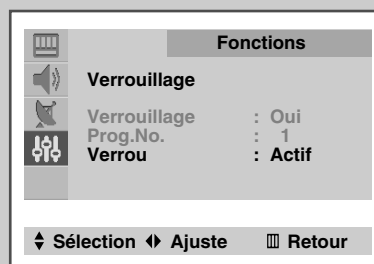 Fonctions
Verrouillage
Verrouillage : Oui
Prog.No. : 1
Verrou : Actif
Sélection Ajuste Retour